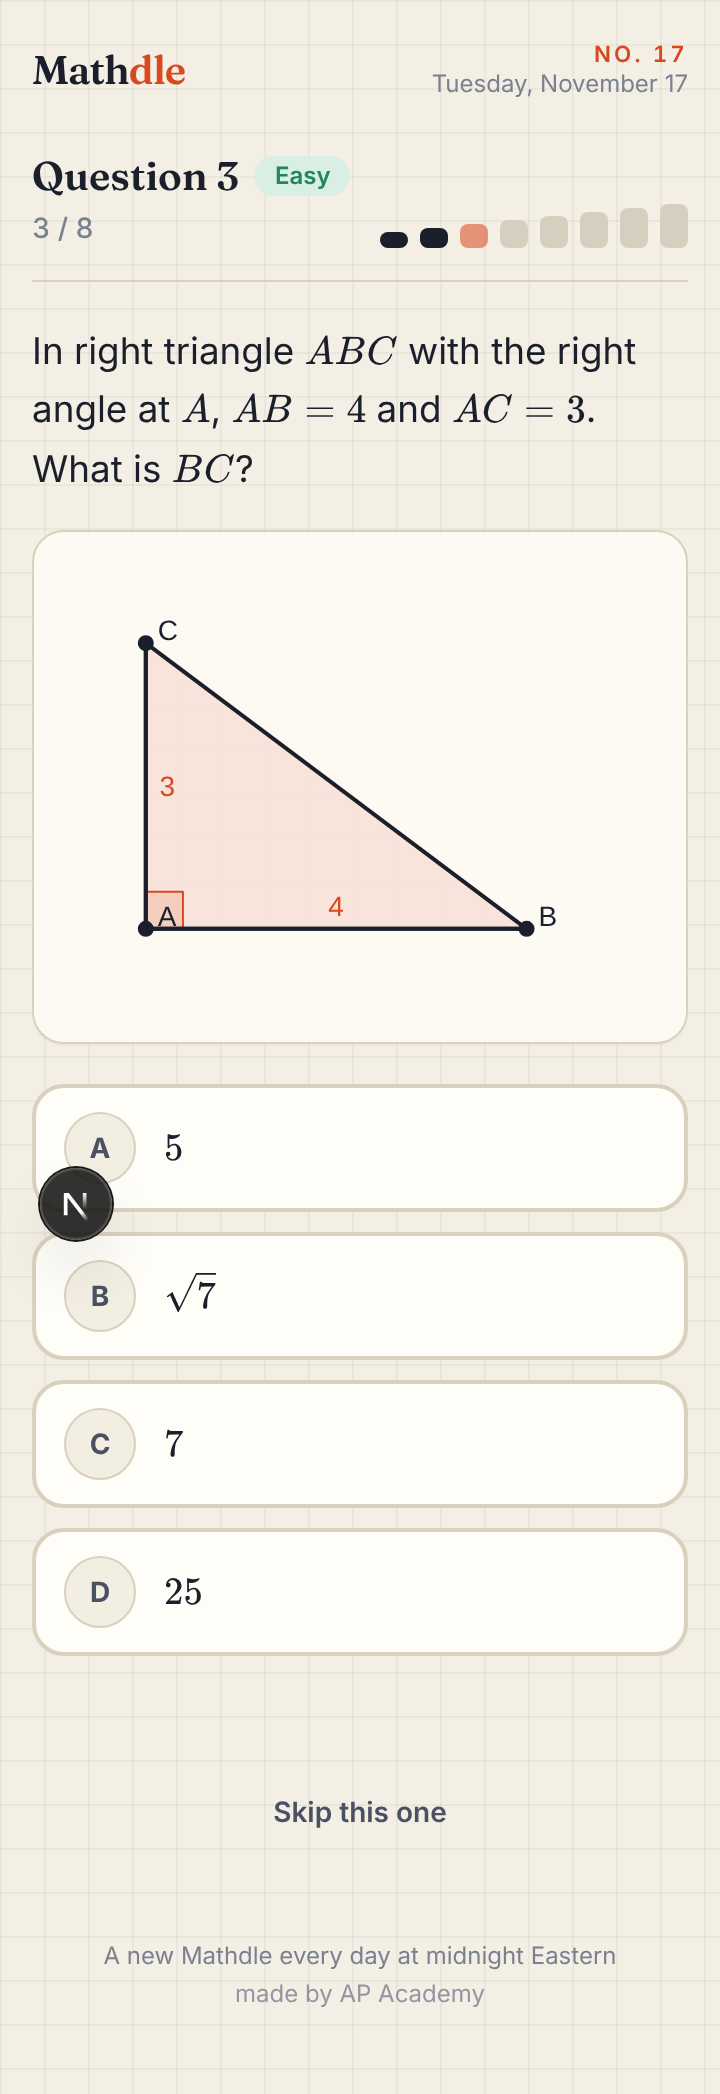 Mathdle
NO. 17
Tuesday, November 17
Question 3 Easy
3 / 8
In right triangle ABC with the right
angle at A, AB = 4 and AC = 3.
What is BC?
C
3
A
4
B
A 5
N
B √7
C 7
D 25
Skip this one
A new Mathdle every day at midnight Eastern
made by AP Academy